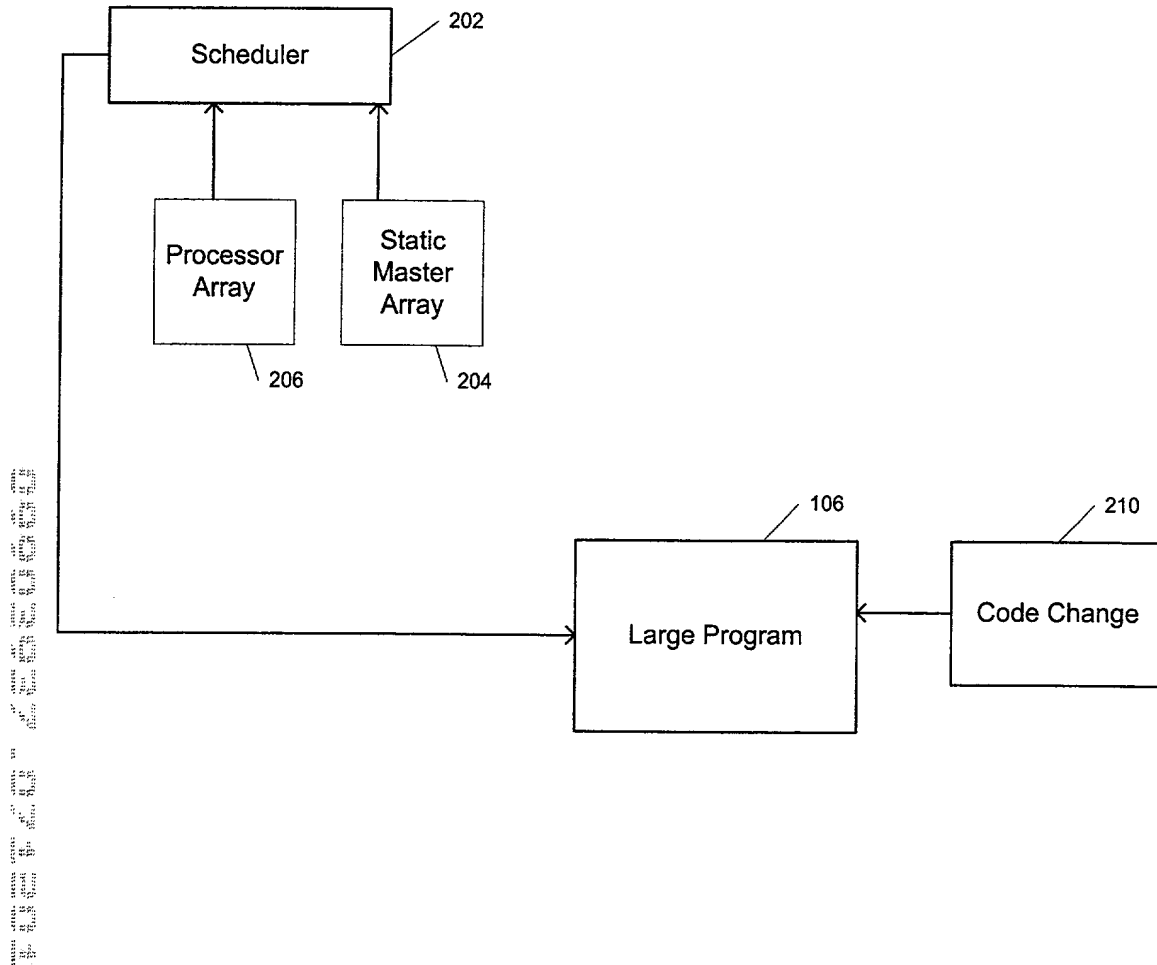 202
Scheduler
Processor
Array
Static
Master
Array
206
204
106
210
Large Program
Code Change